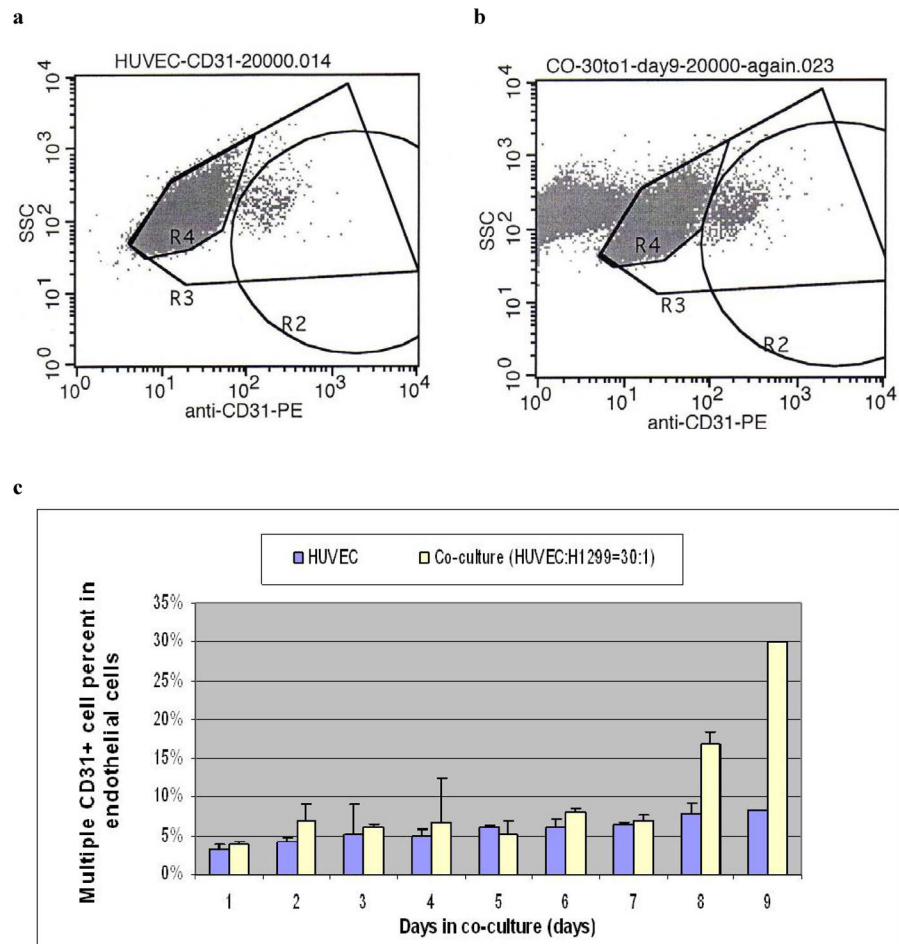 a
b
HUVEC-CD31-20000.014
10^4
10^3
10^2
10^1
10^0
SSC
R4
R3
R2
10^0 10^1 10^2 10^3 10^4
anti-CD31-PE
CO-30to1-day9-20000-again.023
10^4
10^3
10^2
10^1
10^0
SSC
R4
R3
R2
10^0 10^1 10^2 10^3 10^4
anti-CD31-PE
c
HUVEC
Co-culture (HUVEC:H1299=30:1)
Multiple CD31+ cell percent in
endothelial cells
35%
30%
25%
20%
15%
10%
5%
0%
1 2 3 4 5 6 7 8 9
Days in co-culture (days)